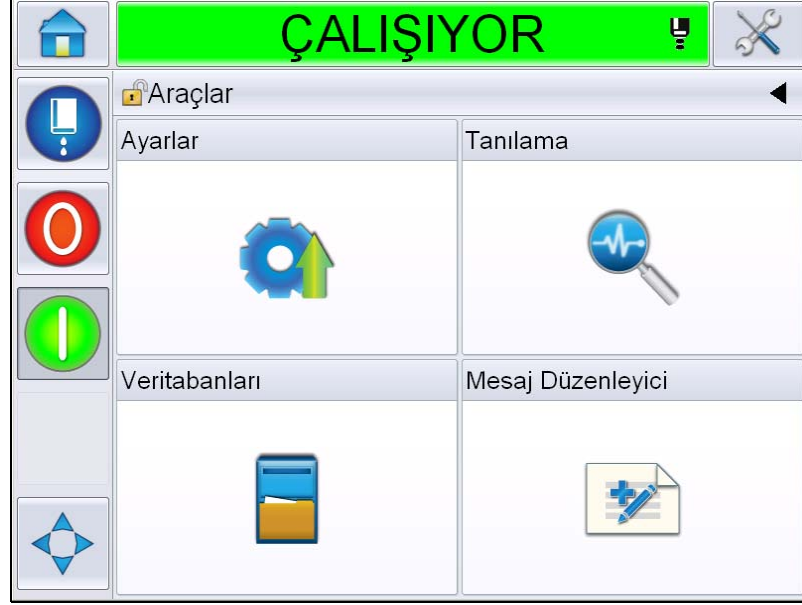 ÇALIŞIYOR
Araçlar
Ayarlar
Tanılama
Veritabanları
Mesaj Düzenleyici